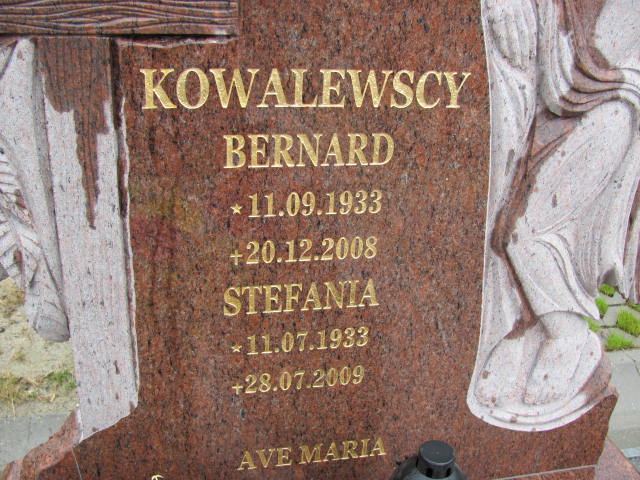 KOWALEWSCY
BERNARD
*11.09.1933
+20.12.2008
STEFANIA
*11.07.1933
+28.07.2009
AVE MARIA